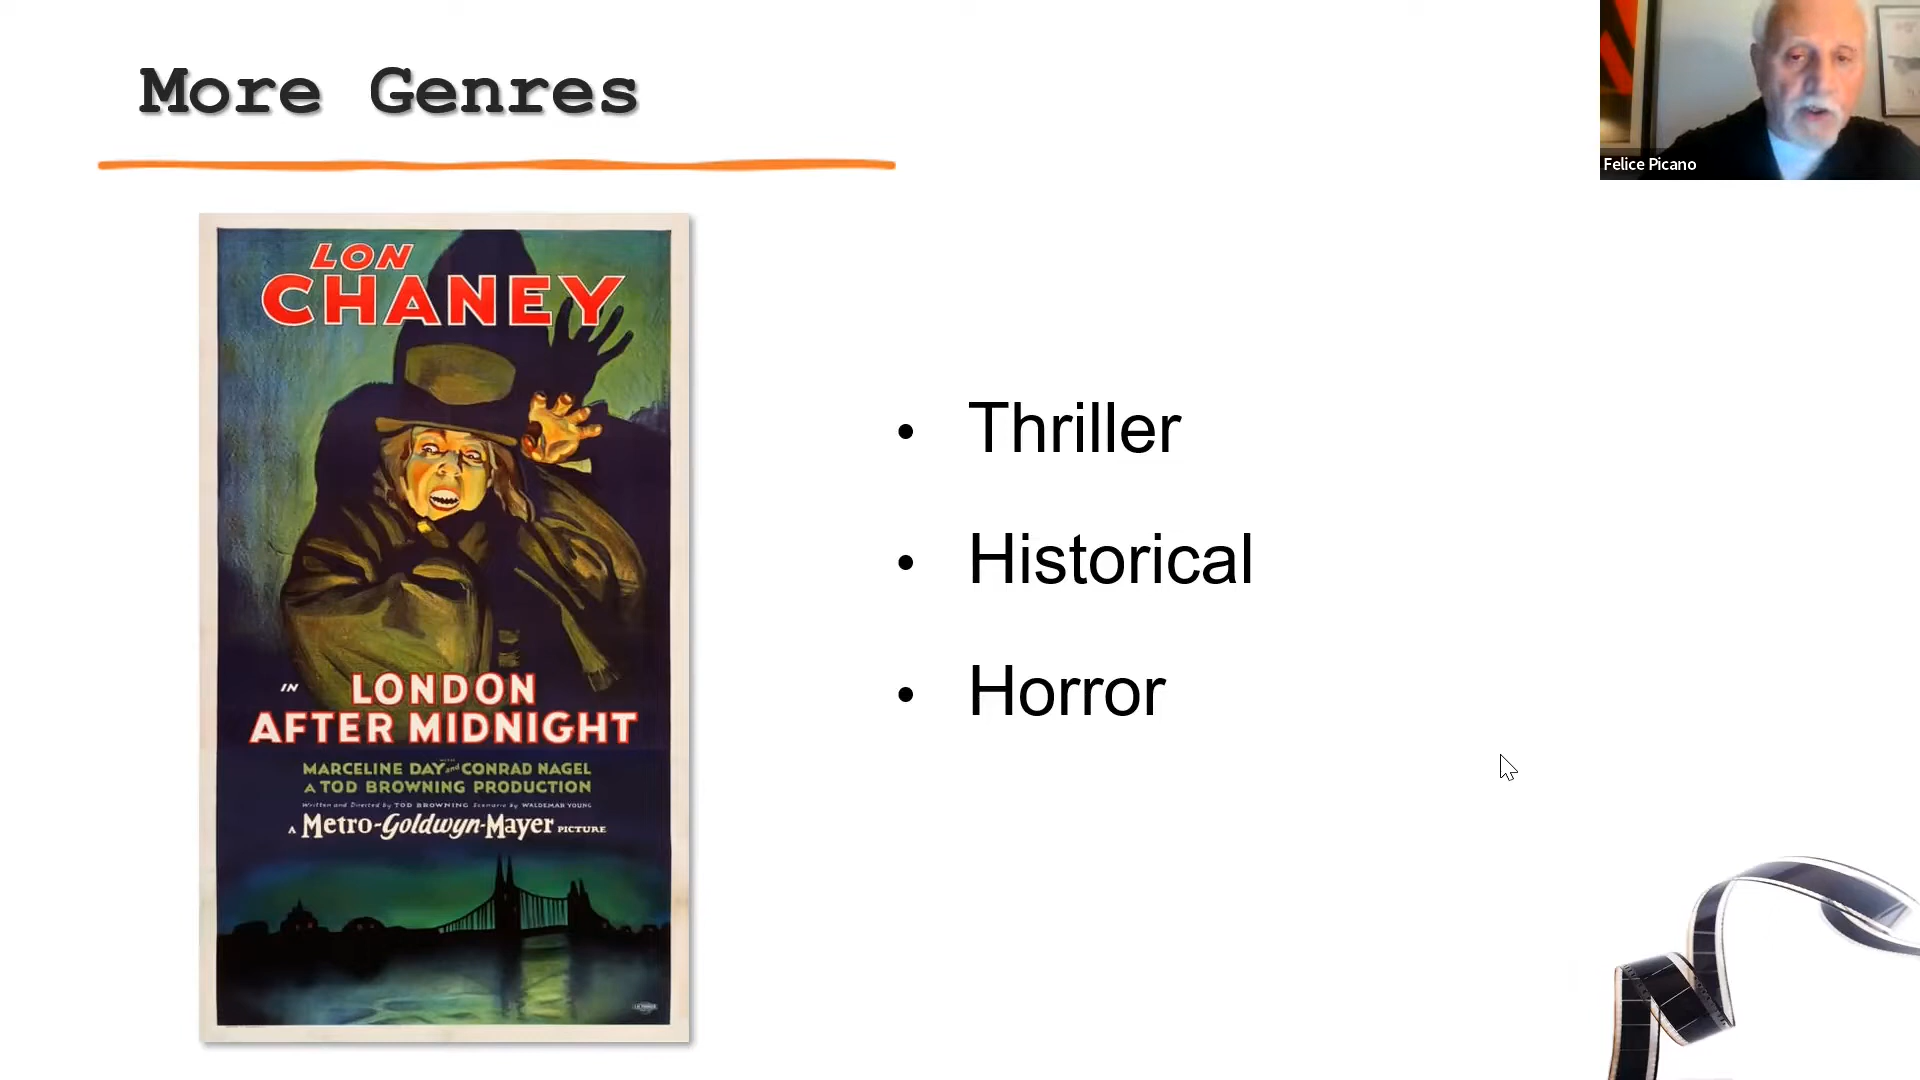 More Genres
Felice Picano
LON
CHANEY
IN LONDON
AFTER MIDNIGHT
MARCELINE DAY and CONRAD NAGEL
A TOD BROWNING PRODUCTION
Written and Directed by TOD BROWNING Scenario by WALDEMAR YOUNG
A Metro-Goldwyn-Mayer PICTURE
• Thriller
• Historical
• Horror